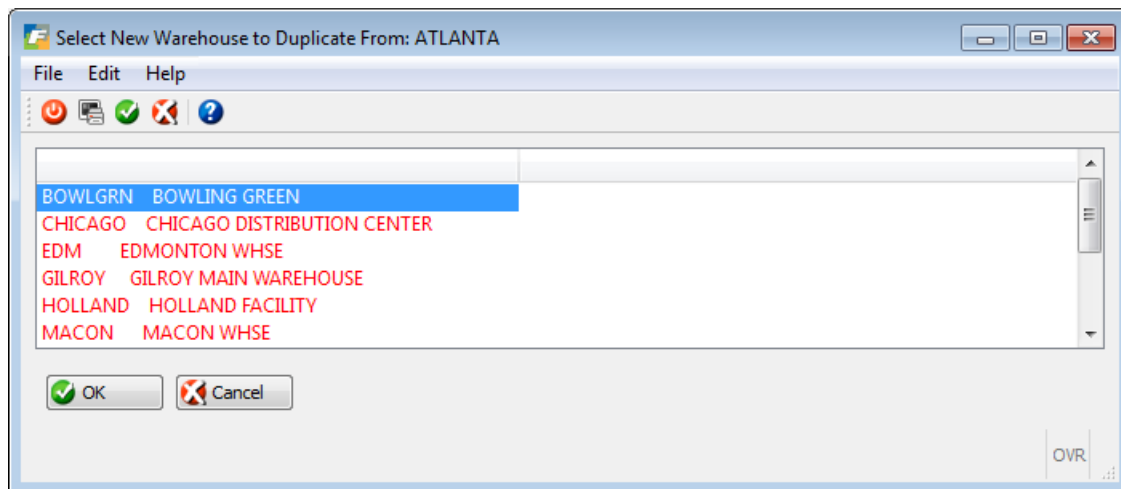 Select New Warehouse to Duplicate From: ATLANTA
File Edit Help
BOWLGRN BOWLING GREEN
CHICAGO CHICAGO DISTRIBUTION CENTER
EDM EDMONTON WHSE
GILROY GILROY MAIN WAREHOUSE
HOLLAND HOLLAND FACILITY
MACON MACON WHSE
OK Cancel
OVR